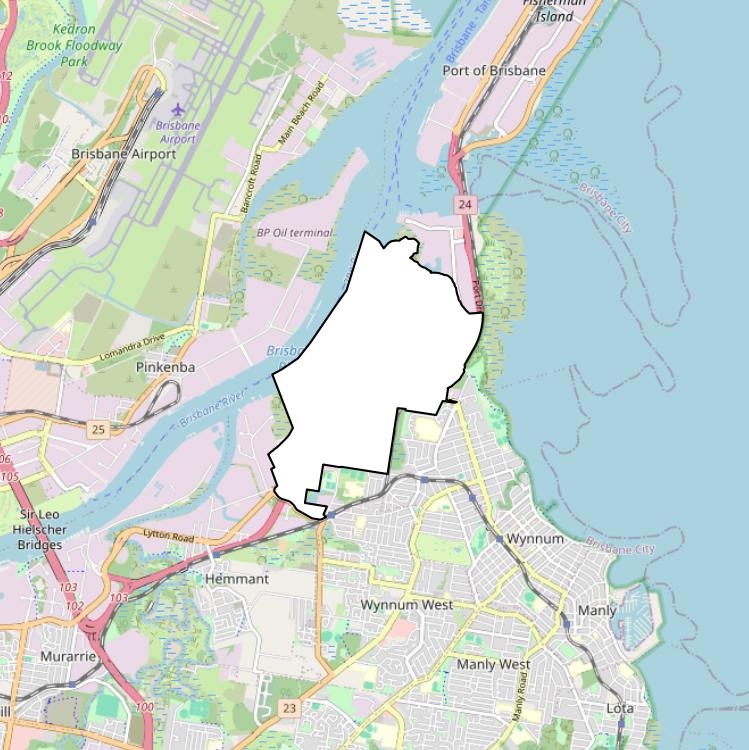 Kedron
Brook Floodway
Park
12
Fisherman
Island
Brisbane - Tan
Port of Brisbane
Main Beach Road
Brisbane
Airport
Brisbane Airport
Bancroft Road
24
Brisbane City
BP Oil terminal
Port Dr
Lomandra Drive
Brisb
Pinkenba
Brisbane River
25
06
105
Sir Leo
Hielscher
Bridges
Lytton Road
Wynnum
Brisbane City
Hemmant
103
103
102
Wynnum West
Manly
Murarrie
Manly West
Manly Road
23
100
Lota
ill